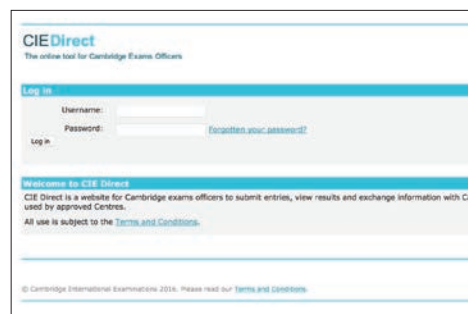 CIEDirect
The online tool for Cambridge Exams Officers
Log in
Username:
Password:
Forgotten your password?
Log in
Welcome to CIE Direct
CIE Direct is a website for Cambridge exams officers to submit entries, view results and exchange information with C
used by approved Centres.
All use is subject to the Terms and Conditions.
© Cambridge International Examinations 2016. Please read our Terms and Conditions.